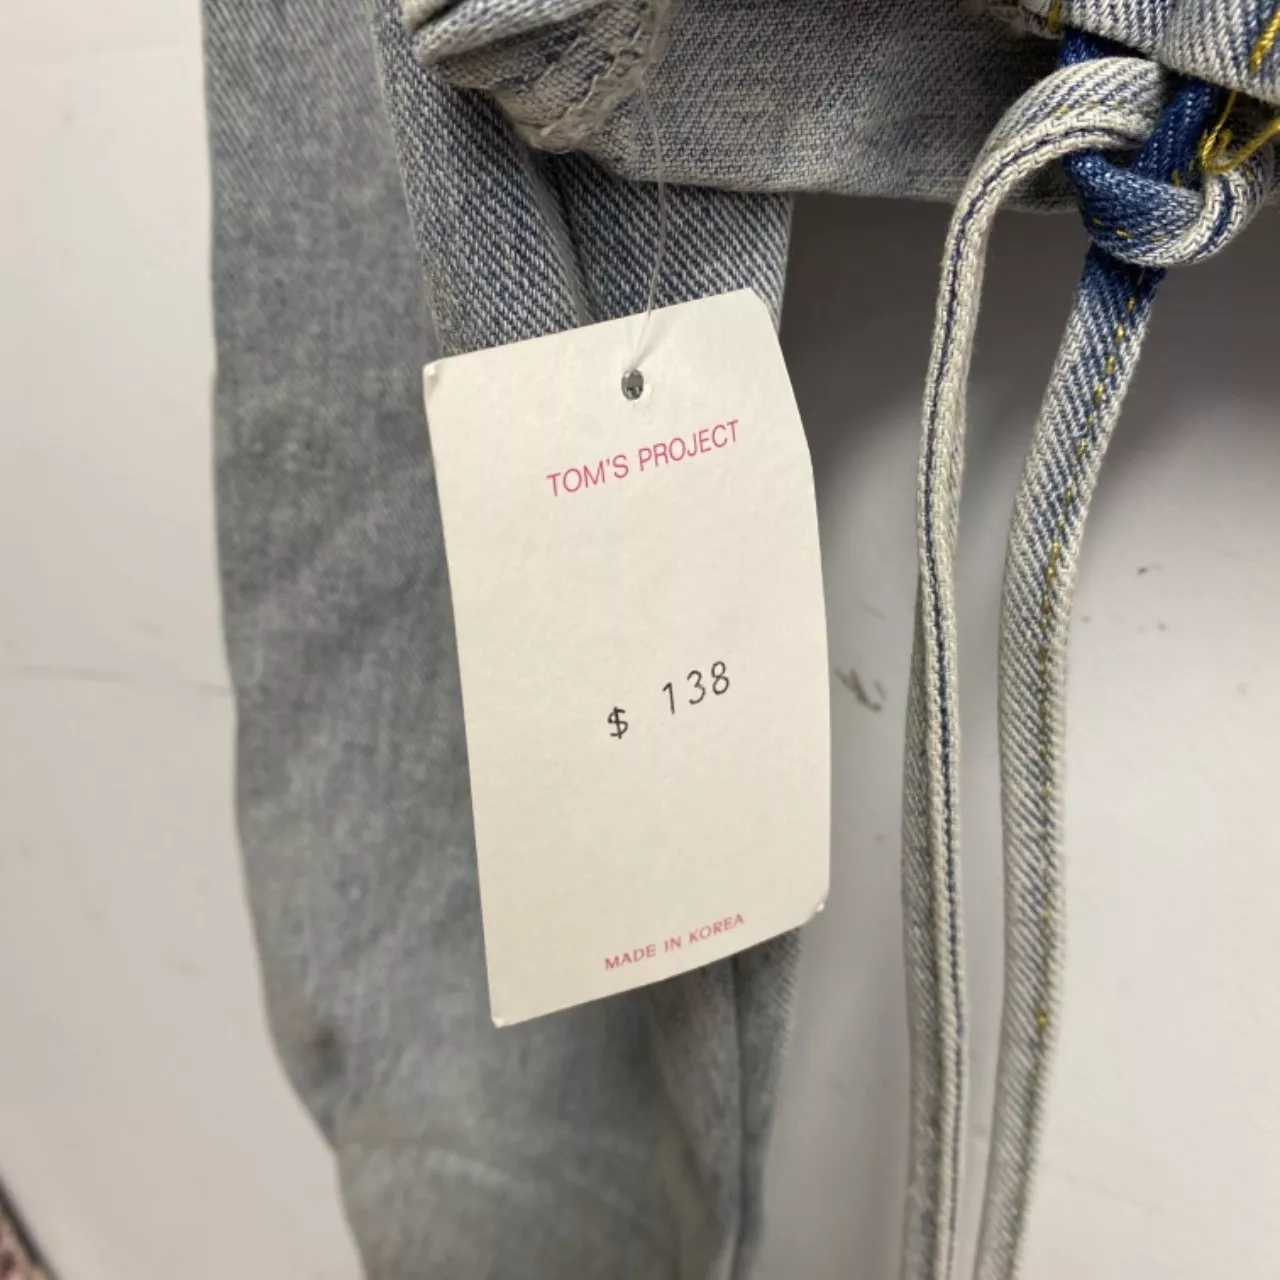 TOM'S PROJECT
$ 138
MADE IN KOREA